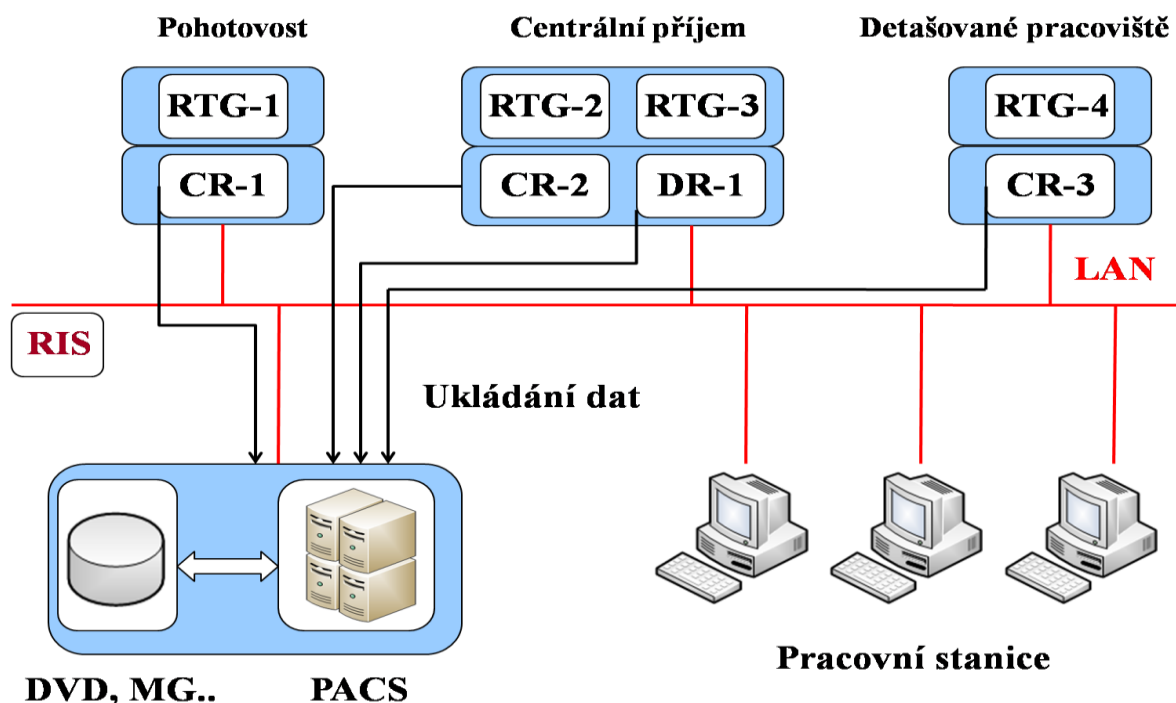 Pohotovost
Centrální příjem
Detašované pracoviště
RTG-1
RTG-2
RTG-3
RTG-4
CR-1
CR-2
DR-1
CR-3
LAN
RIS
Ukládání dat
Pracovní stanice
DVD, MG..
PACS